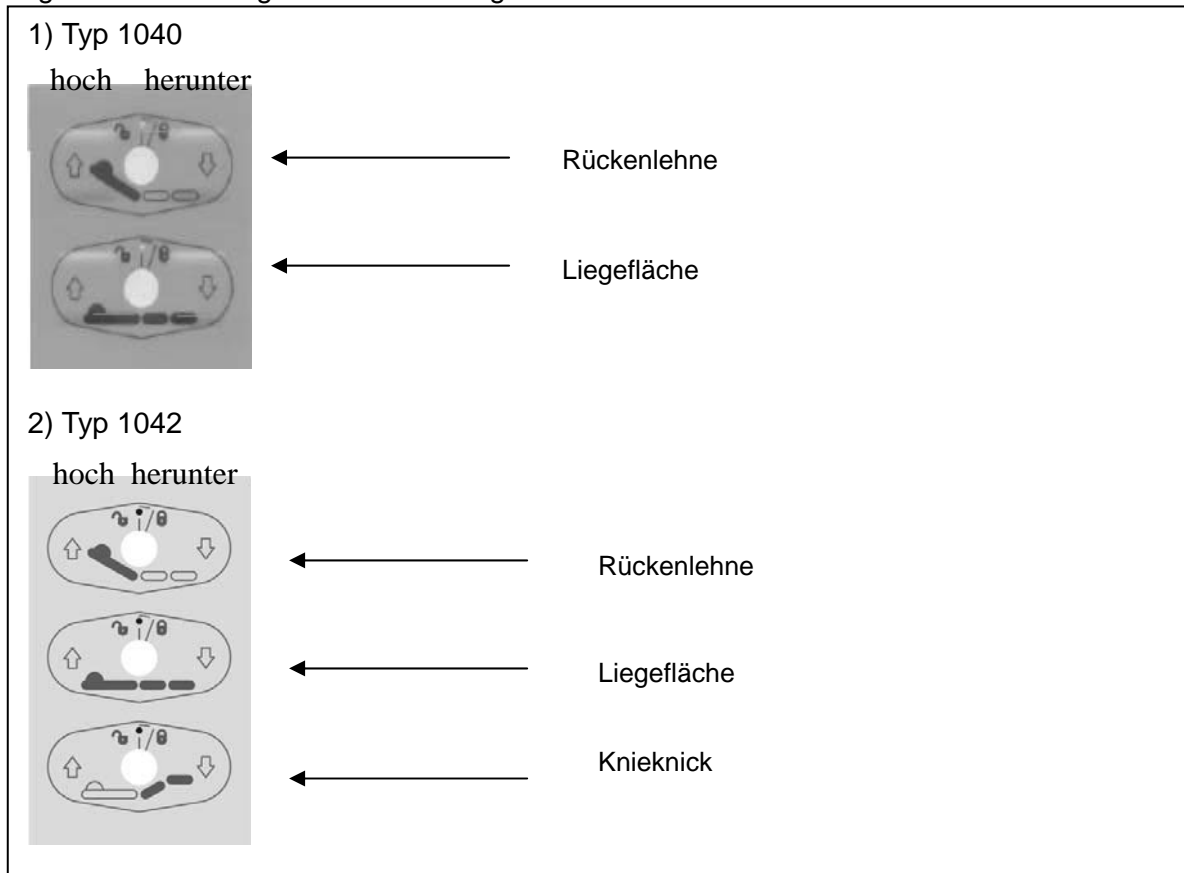 1) Typ 1040
hoch herunter
Rückenlehne
Liegefläche
2) Typ 1042
hoch herunter
Rückenlehne
Liegefläche
Knieknick